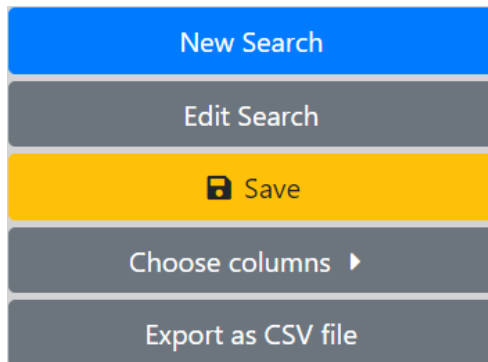 New Search
Edit Search
Save
Choose columns
Export as CSV file